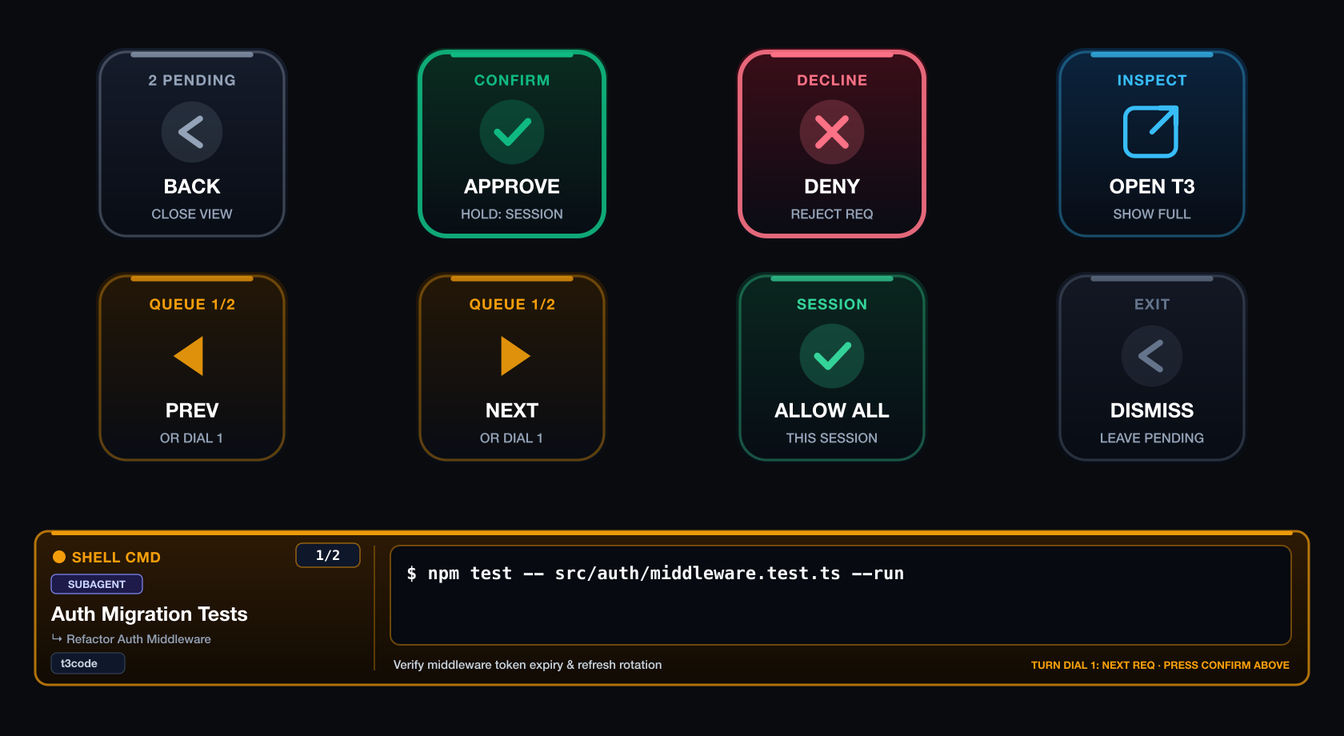 2 PENDING
BACK
CLOSE VIEW
CONFIRM
APPROVE
HOLD: SESSION
DECLINE
DENY
REJECT REQ
INSPECT
OPEN T3
SHOW FULL
QUEUE 1/2
PREV
OR DIAL 1
QUEUE 1/2
NEXT
OR DIAL 1
SESSION
ALLOW ALL
THIS SESSION
EXIT
DISMISS
LEAVE PENDING
SHELL CMD
1/2
SUBAGENT
Auth Migration Tests
↳ Refactor Auth Middleware
t3code
$ npm test -- src/auth/middleware.test.ts --run
Verify middleware token expiry & refresh rotation
TURN DIAL 1: NEXT REQ · PRESS CONFIRM ABOVE